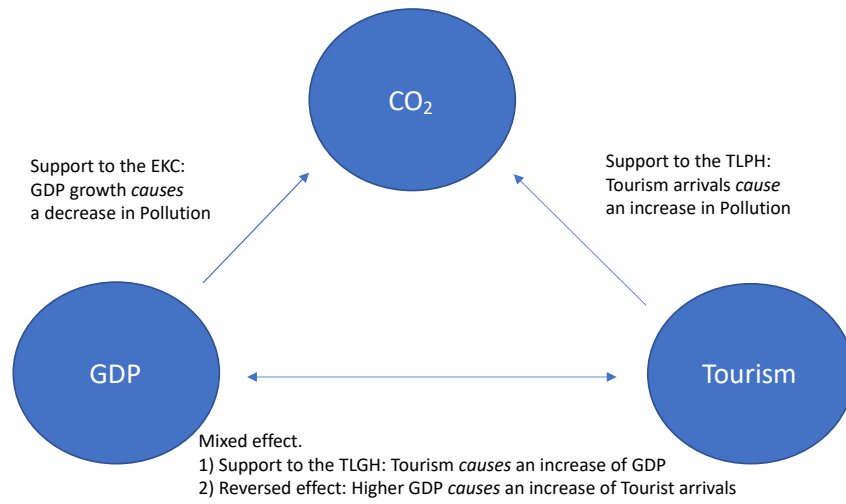 CO₂
Support to the EKC:
GDP growth causes
a decrease in Pollution
Support to the TLPH:
Tourism arrivals cause
an increase in Pollution
GDP
Tourism
Mixed effect.
1) Support to the TLGH: Tourism causes an increase of GDP
2) Reversed effect: Higher GDP causes an increase of Tourist arrivals